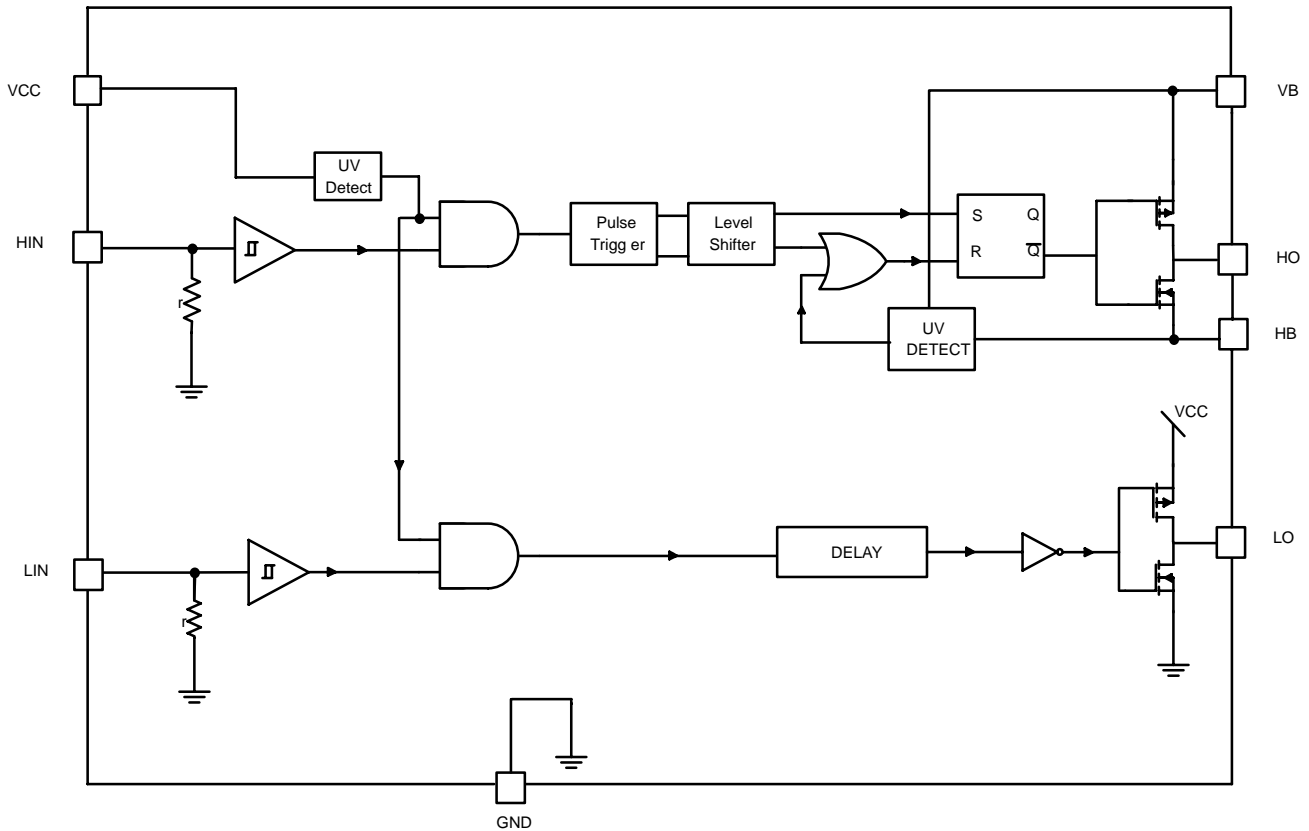 VCC
VB
UV
Detect
HIN
r
Pulse
Trigg er
Level
Shifter
S
Q
R
Q
HO
HB
UV
DETECT
VCC
LIN
r
DELAY
LO
GND